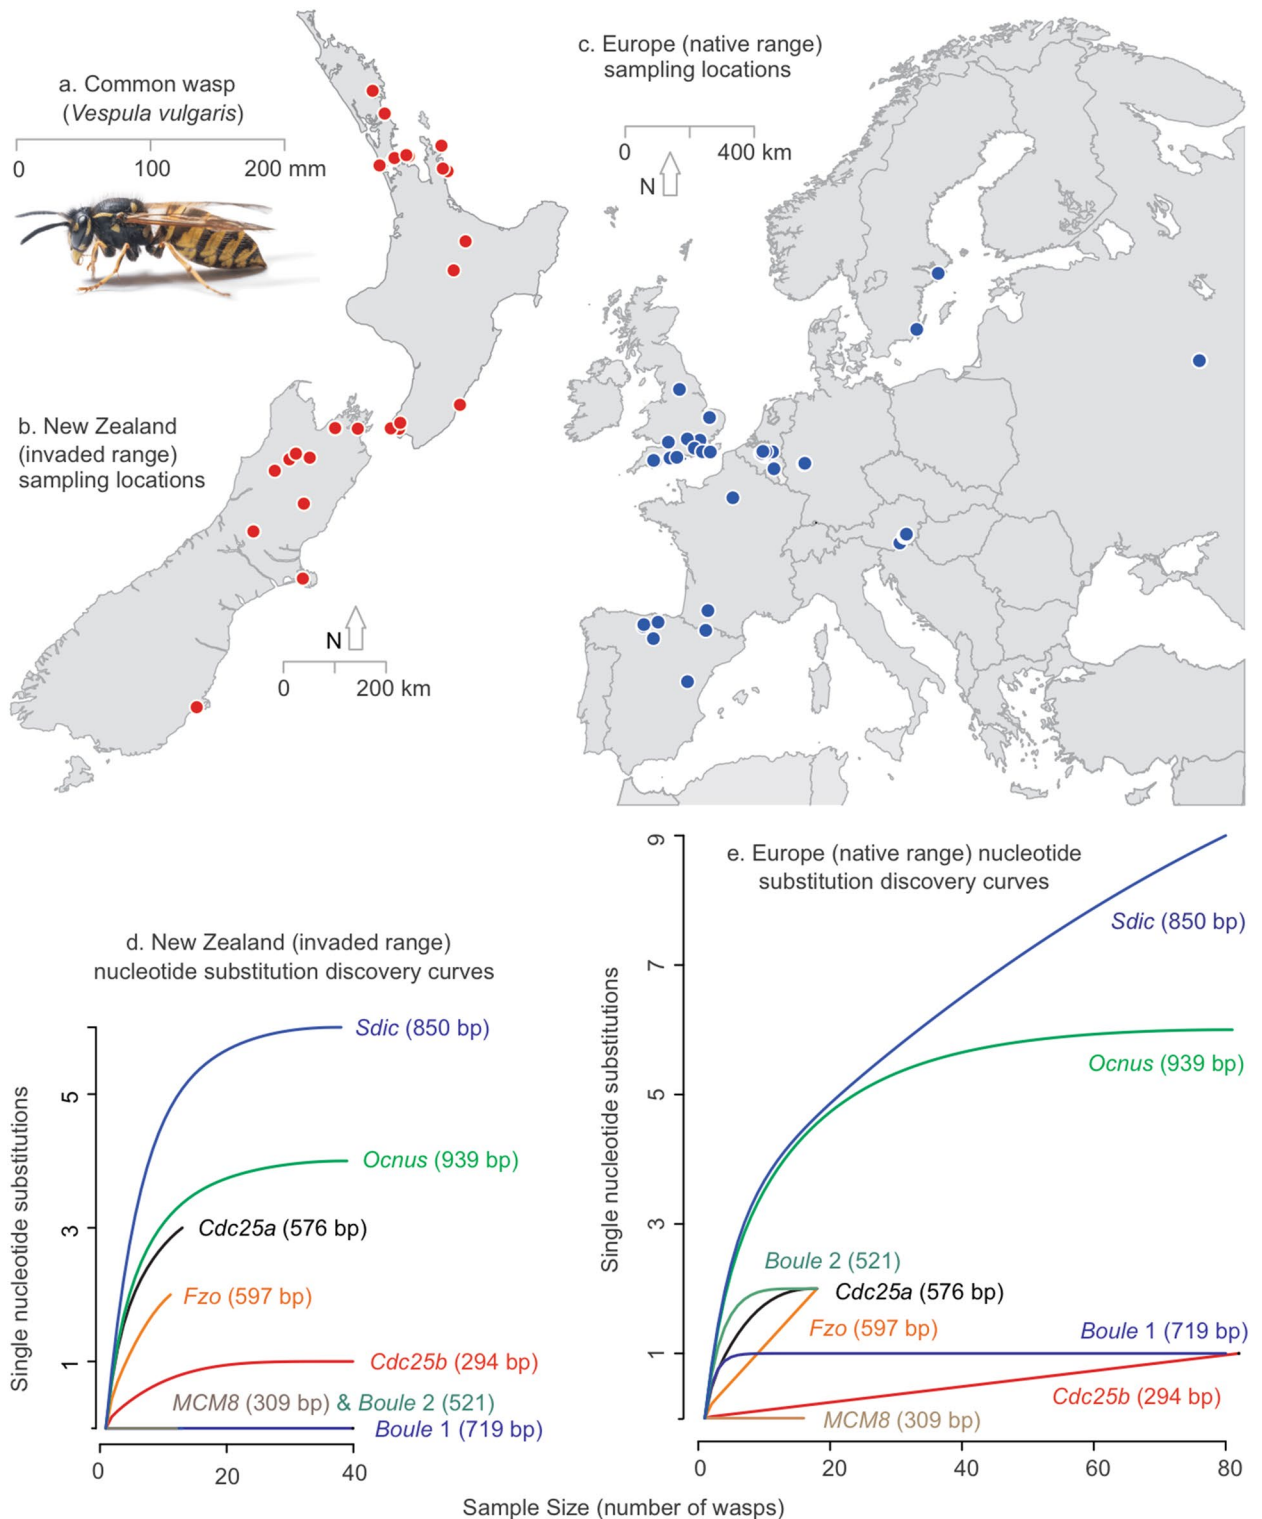 a. Common wasp
(Vespula vulgaris)
0 100 200 mm
c. Europe (native range)
sampling locations
0 400 km
N
b. New Zealand
(invaded range)
sampling locations
N
0 200 km
d. New Zealand (invaded range)
nucleotide substitution discovery curves
Single nucleotide substitutions
5
3
1
Sdic (850 bp)
Ocnus (939 bp)
Cdc25a (576 bp)
Fzo (597 bp)
Cdc25b (294 bp)
MCM8 (309 bp) & Boule 2 (521)
Boule 1 (719 bp)
0 20 40
e. Europe (native range) nucleotide
substitution discovery curves
Single nucleotide substitutions
9
7
5
3
1
Sdic (850 bp)
Ocnus (939 bp)
Boule 2 (521)
Cdc25a (576 bp)
Fzo (597 bp)
Boule 1 (719 bp)
Cdc25b (294 bp)
MCM8 (309 bp)
0 20 40 60 80
Sample Size (number of wasps)